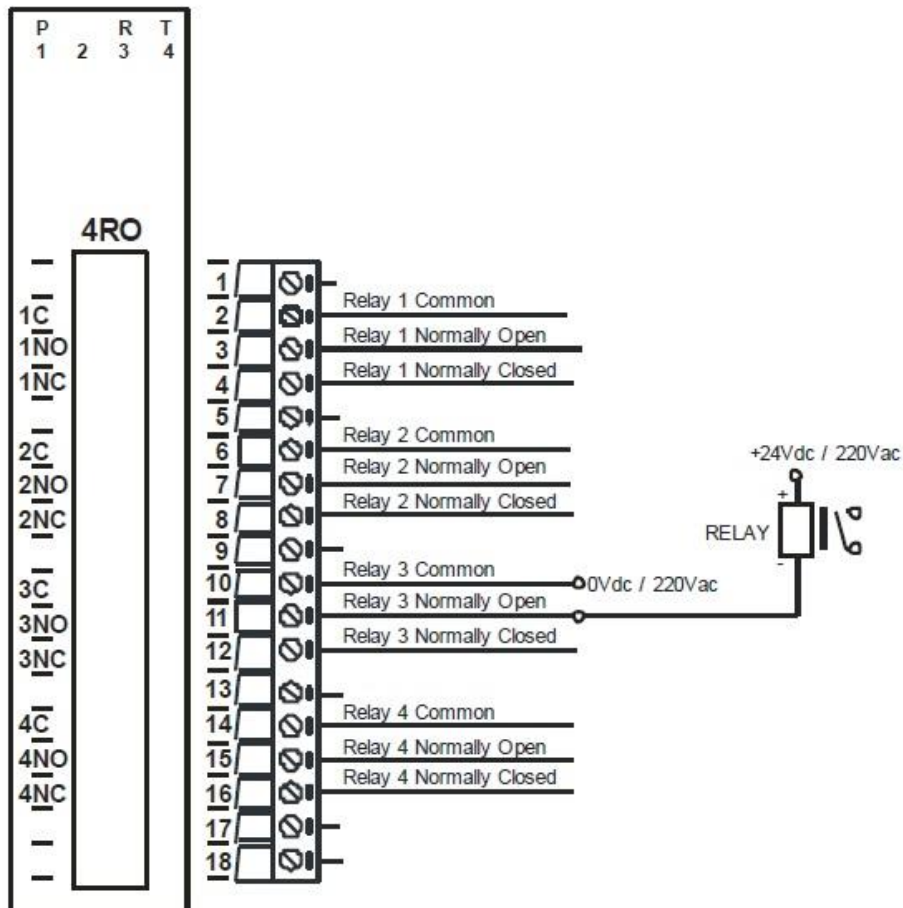 P R T
1 2 3 4
4RO
1
Relay 1 Common
1C 2
Relay 1 Normally Open
1NO 3
Relay 1 Normally Closed
1NC 4
5
Relay 2 Common
2C 6
Relay 2 Normally Open
2NO 7
Relay 2 Normally Closed
2NC 8
9
Relay 3 Common
3C 10
0Vdc / 220Vac
Relay 3 Normally Open
3NO 11
Relay 3 Normally Closed
3NC 12
13
Relay 4 Common
4C 14
Relay 4 Normally Open
4NO 15
Relay 4 Normally Closed
4NC 16
17
18
+24Vdc / 220Vac
+
RELAY
-